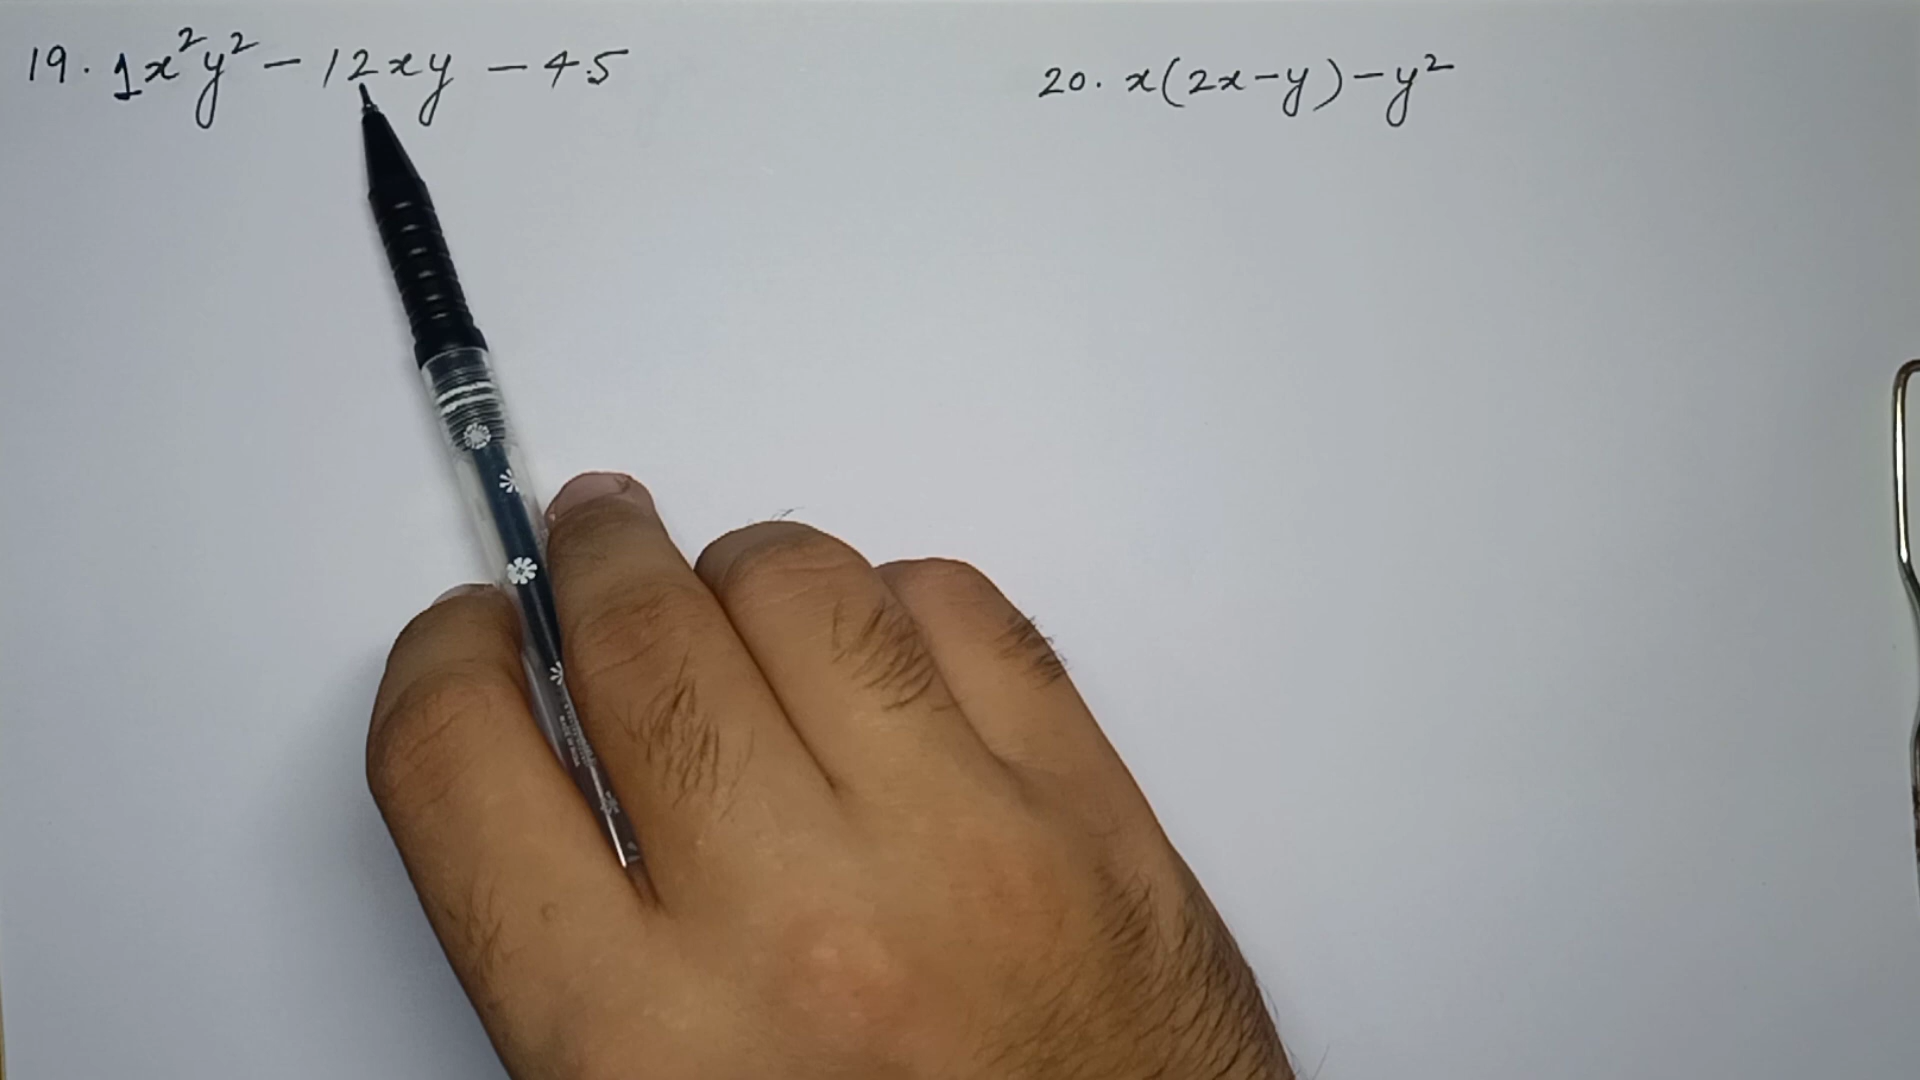 19. 1x²y² - 12xy - 45
20. x(2x-y)-y²